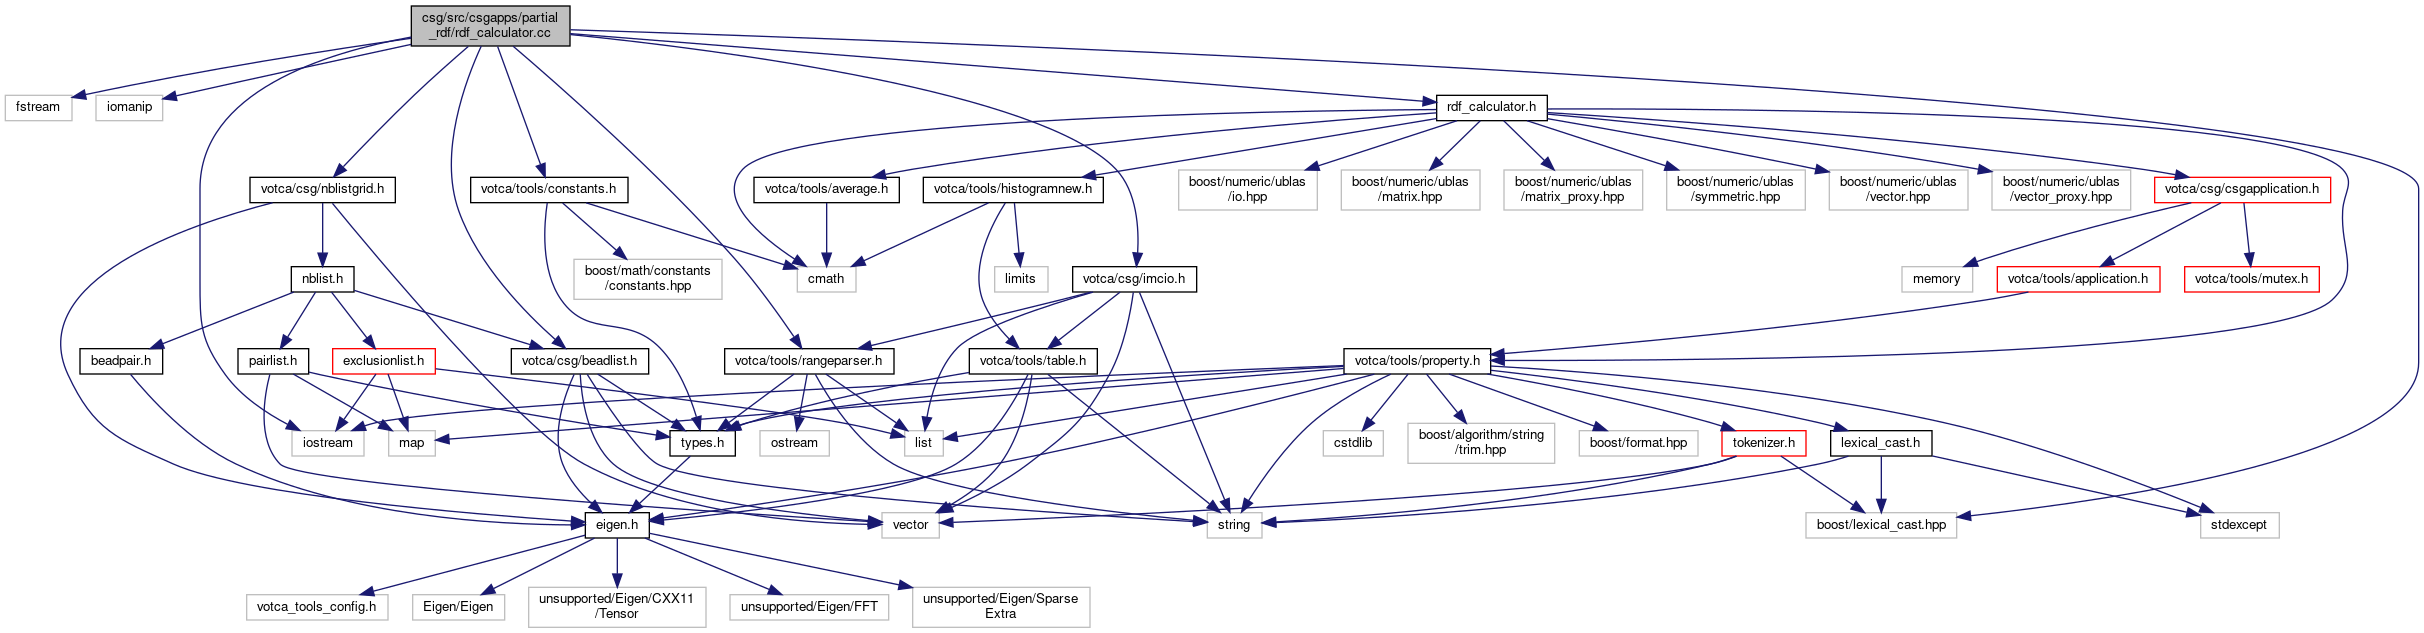 csg/src/csgapps/partial
_rdf/rdf_calculator.cc
fstream
iomanip
rdf_calculator.h
votca/csg/nblistgrid.h
votca/tools/constants.h
votca/tools/average.h
votca/tools/histogramnew.h
boost/numeric/ublas
/io.hpp
boost/numeric/ublas
/matrix.hpp
boost/numeric/ublas
/matrix_proxy.hpp
boost/numeric/ublas
/symmetric.hpp
boost/numeric/ublas
/vector.hpp
boost/numeric/ublas
/vector_proxy.hpp
votca/csg/csgapplication.h
nblist.h
boost/math/constants
/constants.hpp
cmath
limits
votca/csg/imcio.h
memory
votca/tools/application.h
votca/tools/mutex.h
beadpair.h
pairlist.h
exclusionlist.h
votca/csg/beadlist.h
votca/tools/rangeparser.h
votca/tools/table.h
votca/tools/property.h
iostream
map
types.h
ostream
list
cstdlib
boost/algorithm/string
/trim.hpp
boost/format.hpp
tokenizer.h
lexical_cast.h
eigen.h
vector
string
boost/lexical_cast.hpp
stdexcept
votca_tools_config.h
Eigen/Eigen
unsupported/Eigen/CXX11
/Tensor
unsupported/Eigen/FFT
unsupported/Eigen/Sparse
Extra